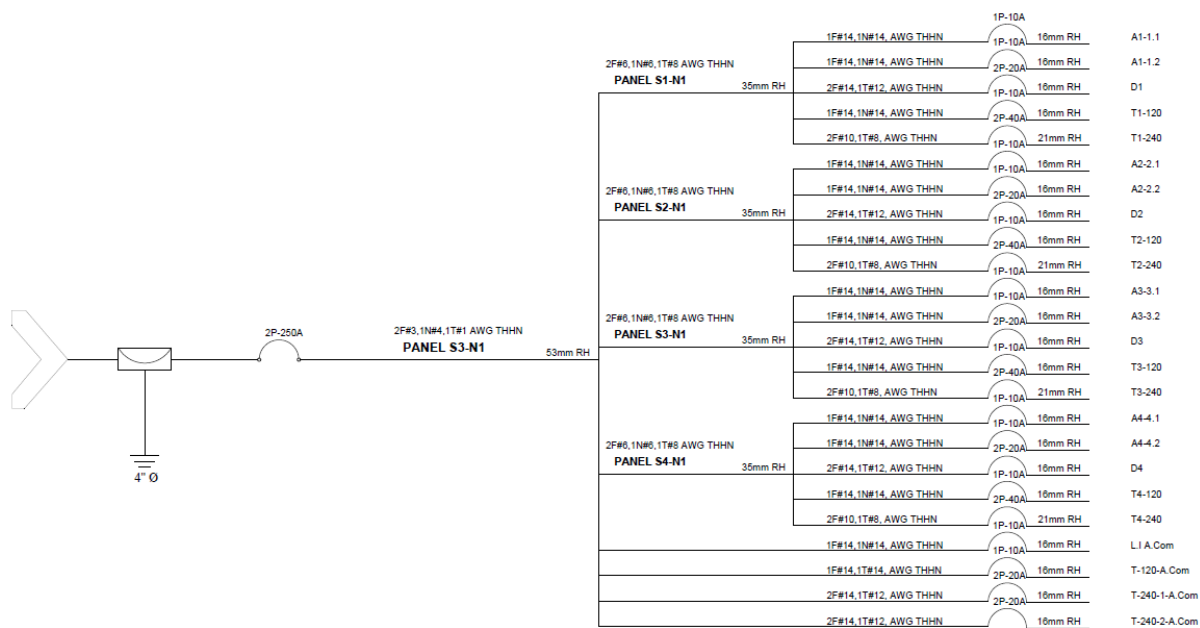 1P-10A
1F#14,1N#14, AWG THHN 1P-10A 16mm RH A1-1.1
2F#6,1N#6,1T#8 AWG THHN 1F#14,1N#14, AWG THHN 2P-20A 16mm RH A1-1.2
PANEL S1-N1 35mm RH 2F#14,1T#12, AWG THHN 1P-10A 16mm RH D1
1F#14,1N#14, AWG THHN 2P-40A 16mm RH T1-120
2F#10,1T#8, AWG THHN 1P-10A 21mm RH T1-240
1F#14,1N#14, AWG THHN 1P-10A 16mm RH A2-2.1
2F#6,1N#6,1T#8 AWG THHN 1F#14,1N#14, AWG THHN 2P-20A 16mm RH A2-2.2
PANEL S2-N1 35mm RH 2F#14,1T#12, AWG THHN 1P-10A 16mm RH D2
1F#14,1N#14, AWG THHN 2P-40A 16mm RH T2-120
2F#10,1T#8, AWG THHN 1P-10A 21mm RH T2-240
1F#14,1N#14, AWG THHN 1P-10A 16mm RH A3-3.1
2F#6,1N#6,1T#8 AWG THHN 1F#14,1N#14, AWG THHN 2P-20A 16mm RH A3-3.2
PANEL S3-N1 35mm RH 2F#14,1T#12, AWG THHN 1P-10A 16mm RH D3
2P-250A 2F#3,1N#4,1T#1 AWG THHN
PANEL S3-N1 53mm RH
1F#14,1N#14, AWG THHN 2P-40A 16mm RH T3-120
2F#10,1T#8, AWG THHN 1P-10A 21mm RH T3-240
1F#14,1N#14, AWG THHN 1P-10A 16mm RH A4-4.1
2F#6,1N#6,1T#8 AWG THHN 1F#14,1N#14, AWG THHN 2P-20A 16mm RH A4-4.2
PANEL S4-N1 35mm RH 2F#14,1T#12, AWG THHN 1P-10A 16mm RH D4
4" Ø
1F#14,1N#14, AWG THHN 2P-40A 16mm RH T4-120
2F#10,1T#8, AWG THHN 1P-10A 21mm RH T4-240
1F#14,1N#14, AWG THHN 1P-10A 16mm RH L.I A.Com
1F#14,1T#14, AWG THHN 2P-20A 16mm RH T-120-A.Com
2F#14,1T#12, AWG THHN 2P-20A 16mm RH T-240-1-A.Com
2F#14,1T#12, AWG THHN 16mm RH T-240-2-A.Com